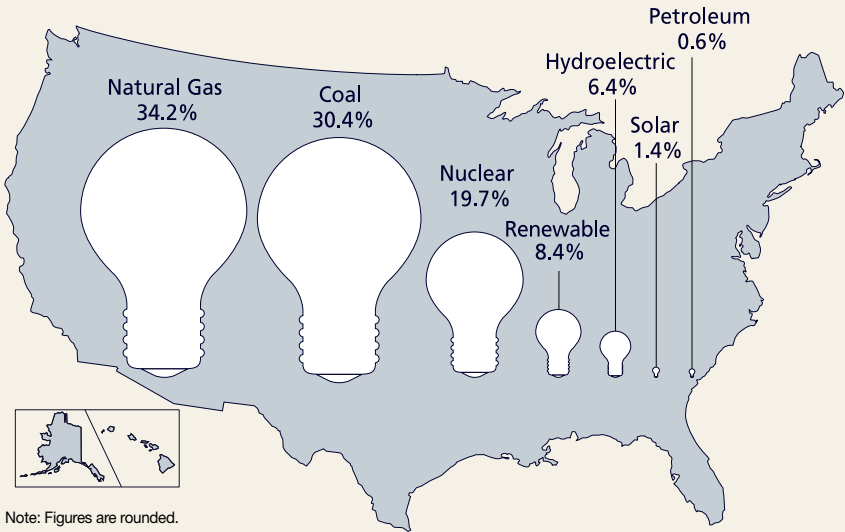 Natural Gas
34.2%
Coal
30.4%
Nuclear
19.7%
Renewable
8.4%
Hydroelectric
6.4%
Solar
1.4%
Petroleum
0.6%
Note: Figures are rounded.